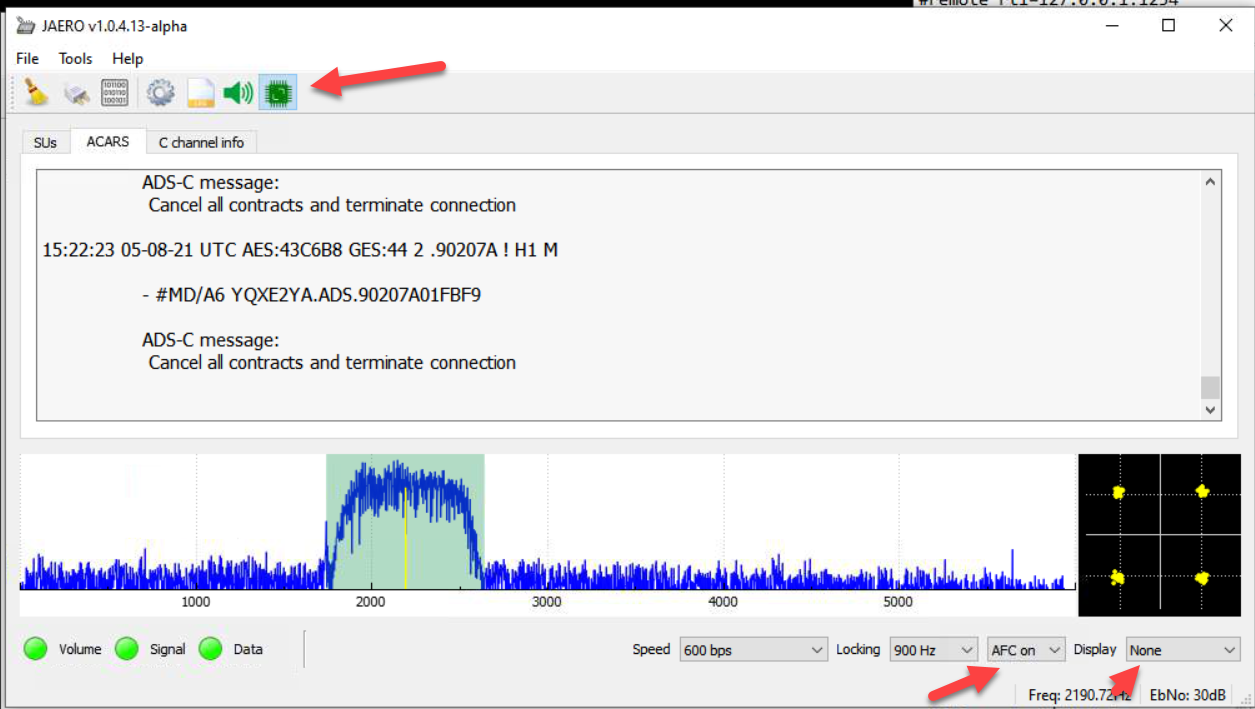 #remote rtl=127.0.0.1:1234
JAERO v1.0.4.13-alpha
File Tools Help
101100
010110
100101
LOG
SUs ACARS C channel info
ADS-C message:
Cancel all contracts and terminate connection
15:22:23 05-08-21 UTC AES:43C6B8 GES:44 2 .90207A ! H1 M
- #MD/A6 YQXE2YA.ADS.90207A01FBF9
ADS-C message:
Cancel all contracts and terminate connection
1000 2000 3000 4000 5000
Volume Signal Data Speed 600 bps Locking 900 Hz AFC on Display None
Freq: 2190.72Hz EbNo: 30dB